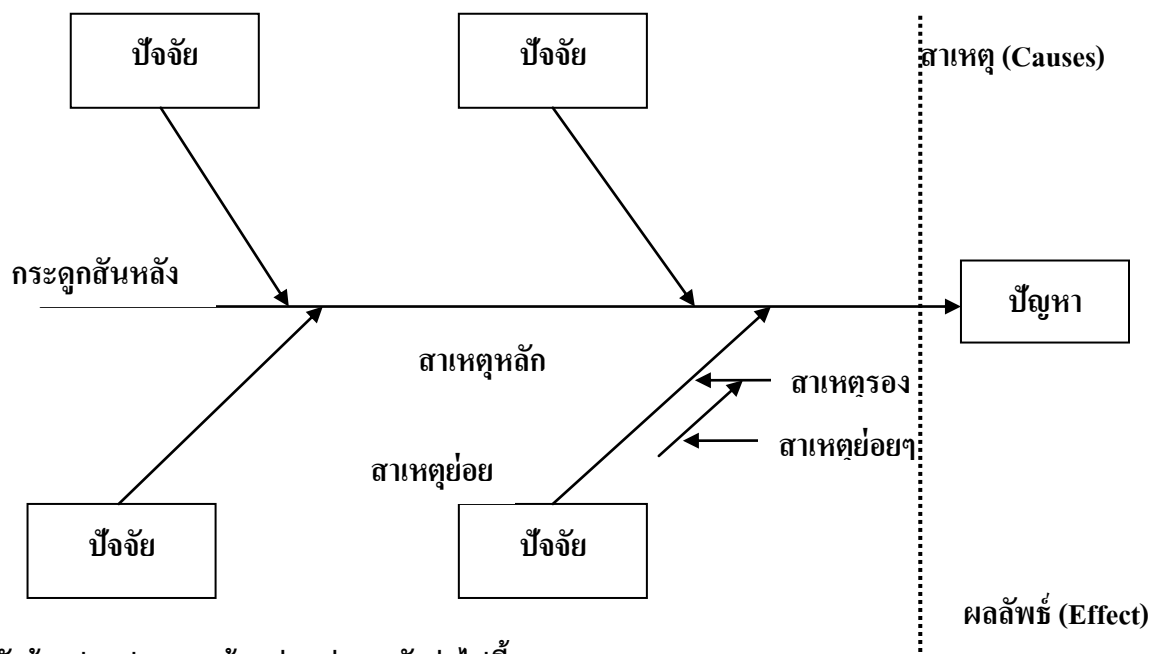 ปัจจัย ปัจจัย
สาเหตุ (Causes)
กระดูกสันหลัง
ปัญหา
สาเหตุหลัก
สาเหตุรอง
สาเหตุย่อยๆ
สาเหตุย่อย
ปัจจัย ปัจจัย
ผลลัพธ์ (Effect)